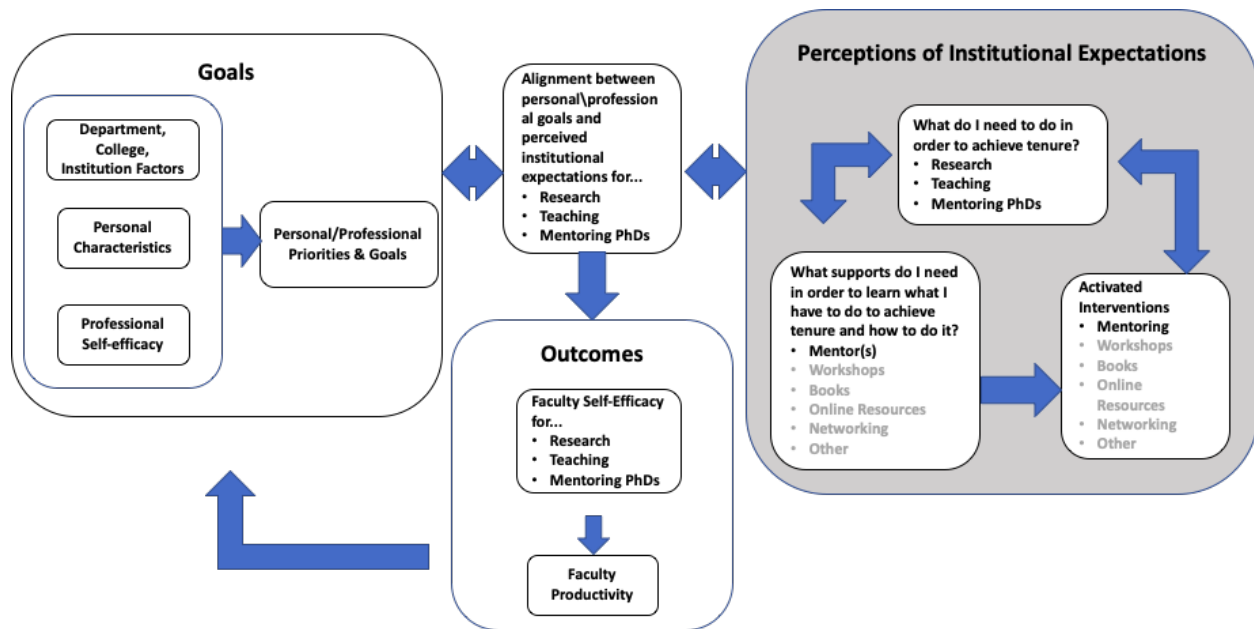 Goals
Department,
College,
Institution Factors
Personal
Characteristics
Professional
Self-efficacy
Personal/Professional
Priorities & Goals
Alignment between
personal\profession
al goals and
perceived
institutional
expectations for...
• Research
• Teaching
• Mentoring PhDs
Outcomes
Faculty Self-Efficacy
for...
• Research
• Teaching
• Mentoring PhDs
Faculty
Productivity
Perceptions of Institutional Expectations
What do I need to do in
order to achieve tenure?
• Research
• Teaching
• Mentoring PhDs
What supports do I need
in order to learn what I
have to do to achieve
tenure and how to do it?
• Mentor(s)
• Workshops
• Books
• Online Resources
• Networking
• Other
Activated
Interventions
• Mentoring
• Workshops
• Books
• Online
Resources
• Networking
• Other